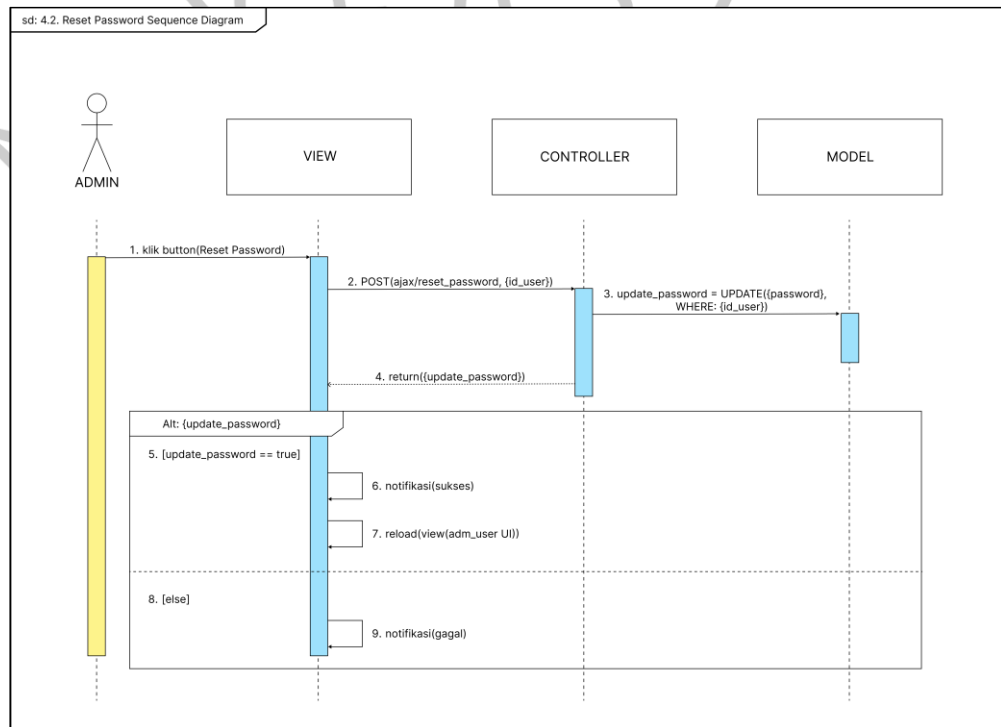 sd: 4.2. Reset Password Sequence Diagram
ADMIN
VIEW
CONTROLLER
MODEL
1. klik button(Reset Password)
2. POST(ajax/reset_password, {id_user})
3. update_password = UPDATE({password},
WHERE: {id_user})
4. return({update_password})
Alt: {update_password}
5. [update_password == true]
6. notifikasi(sukses)
7. reload(view(adm_user UI))
8. [else]
9. notifikasi(gagal)